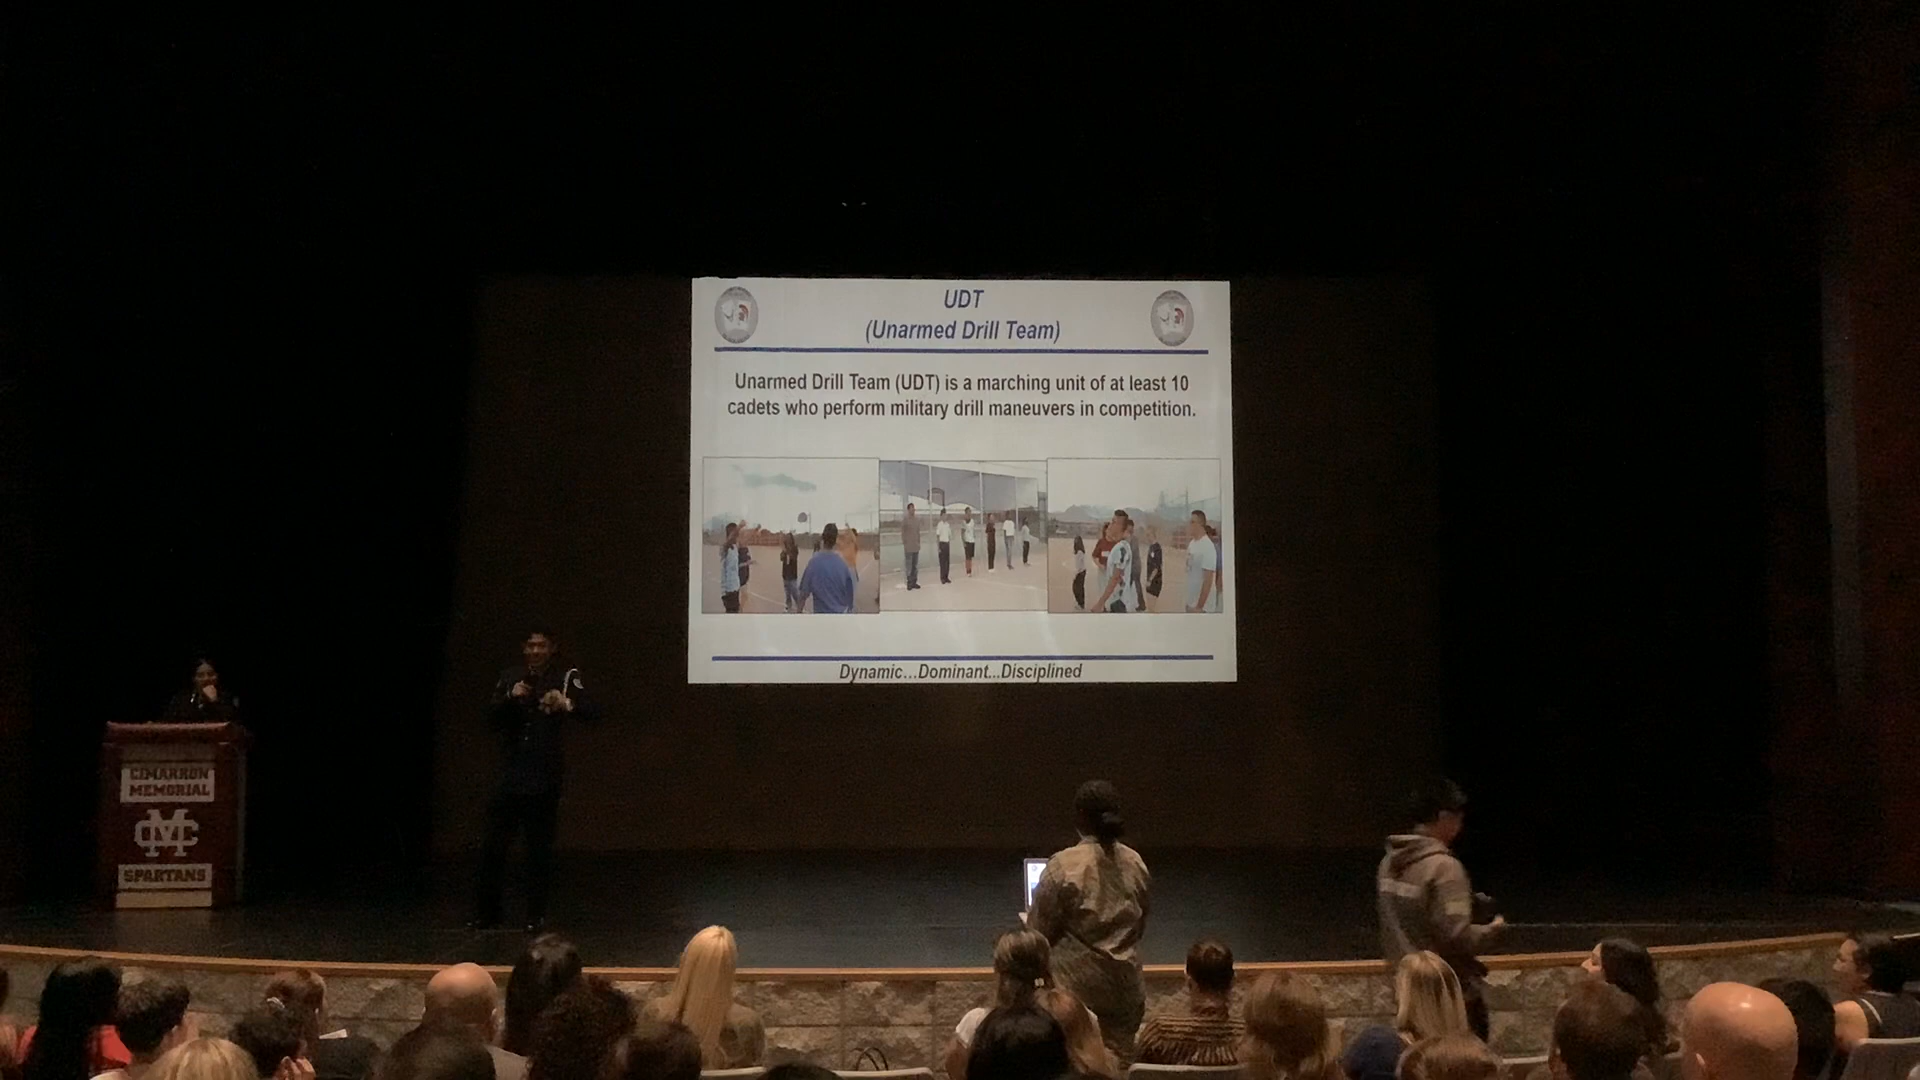 UDT
(Unarmed Drill Team)
Unarmed Drill Team (UDT) is a marching unit of at least 10
cadets who perform military drill maneuvers in competition.
Dynamic...Dominant...Disciplined
CIMARRON
MEMORIAL
CM
SPARTANS